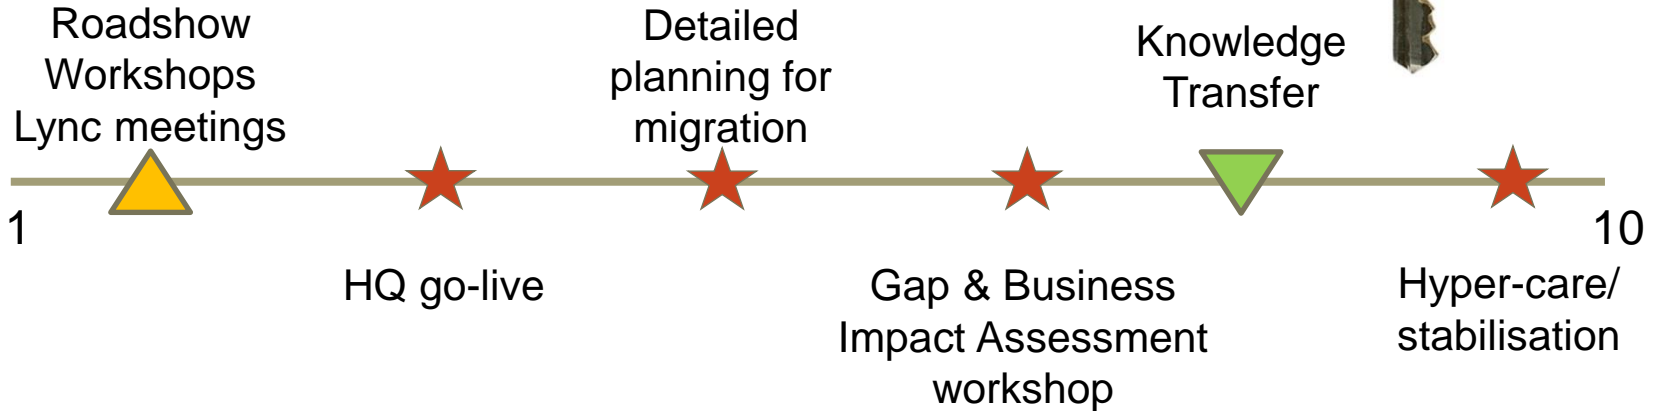 Roadshow
Workshops
Lync meetings
Detailed
planning for
migration
Knowledge
Transfer
1
10
HQ go-live
Gap & Business
Impact Assessment
workshop
Hyper-care/
stabilisation